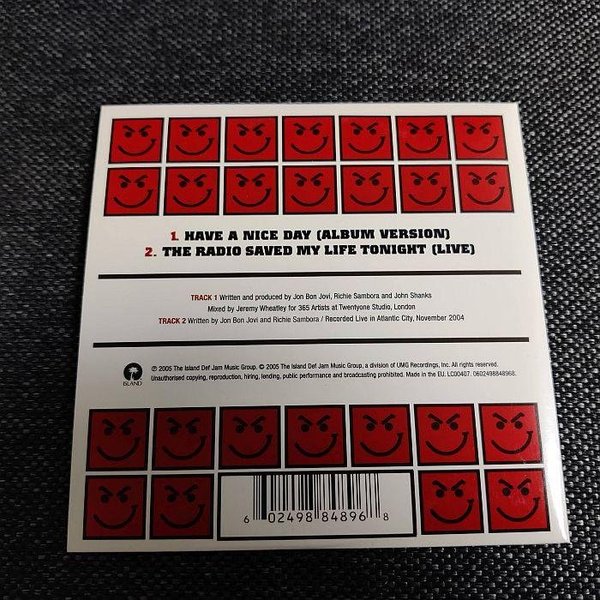 1. HAVE A NICE DAY (ALBUM VERSION)
2. THE RADIO SAVED MY LIFE TONIGHT (LIVE)
TRACK 1 Written and produced by Jon Bon Jovi, Richie Sambora and John Shanks
Mixed by Jeremy Wheatley for 365 Artists at Twentyone Studio, London
TRACK 2 Written by Jon Bon Jovi and Richie Sambora / Recorded Live in Atlantic City, November 2004
ISLAND
℗ 2005 The Island Def Jam Music Group. © 2005 The Island Def Jam Music Group, a division of UMG Recordings, Inc. All rights reserved.
Unauthorised copying, reproduction, hiring, lending, public performance and broadcasting prohibited. Made in the EU. LC00407. 0602498848968.
6 02498 84896 8